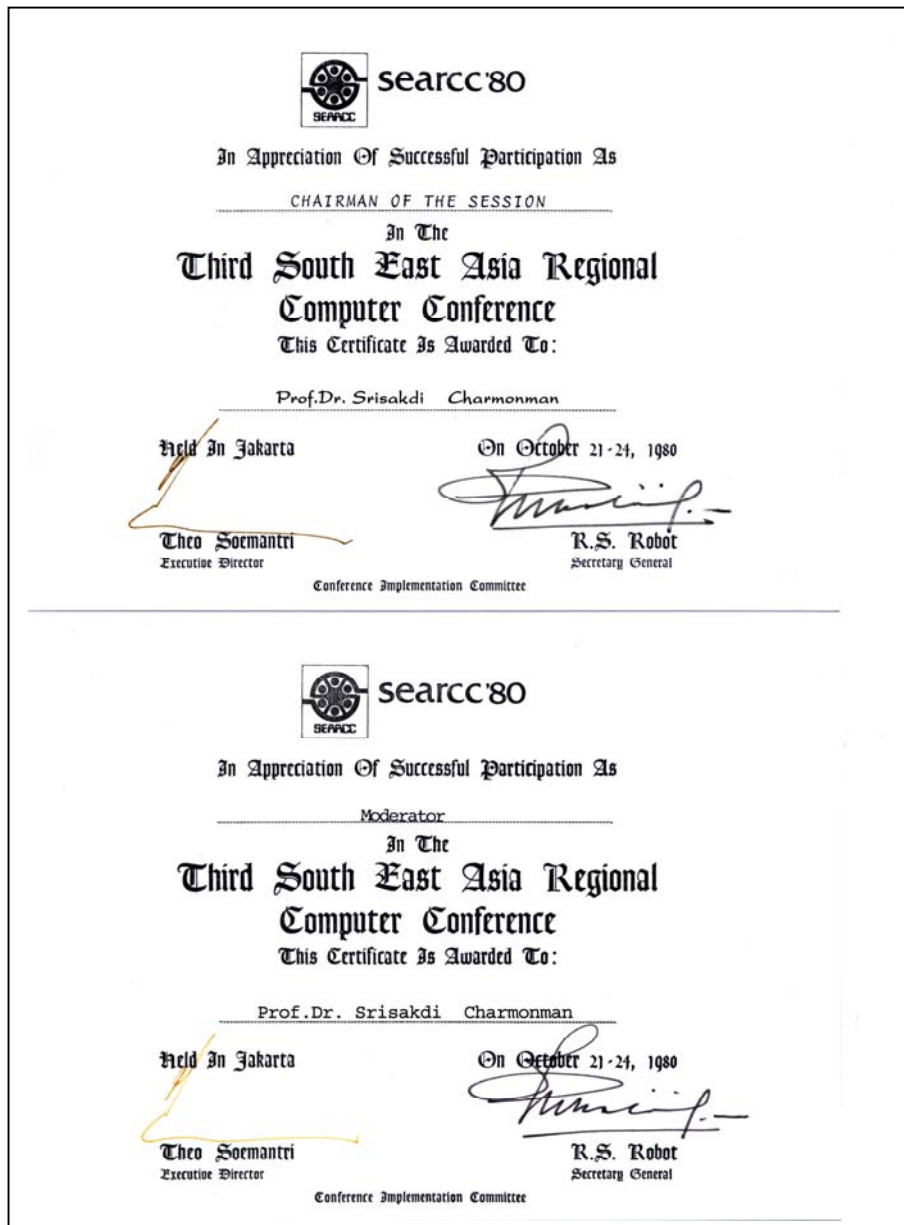 searcc'80
SEARCC
In Appreciation Of Successful Participation As
CHAIRMAN OF THE SESSION
In The
Third South East Asia Regional
Computer Conference
This Certificate Is Awarded To:
Prof.Dr. Srisakdi Charmonman
Held In Jakarta On October 21-24, 1980
Theo Soemantri R.S. Robot
Executive Director Secretary General
Conference Implementation Committee
searcc'80
SEARCC
In Appreciation Of Successful Participation As
Moderator
In The
Third South East Asia Regional
Computer Conference
This Certificate Is Awarded To:
Prof.Dr. Srisakdi Charmonman
Held In Jakarta On October 21-24, 1980
Theo Soemantri R.S. Robot
Executive Director Secretary General
Conference Implementation Committee